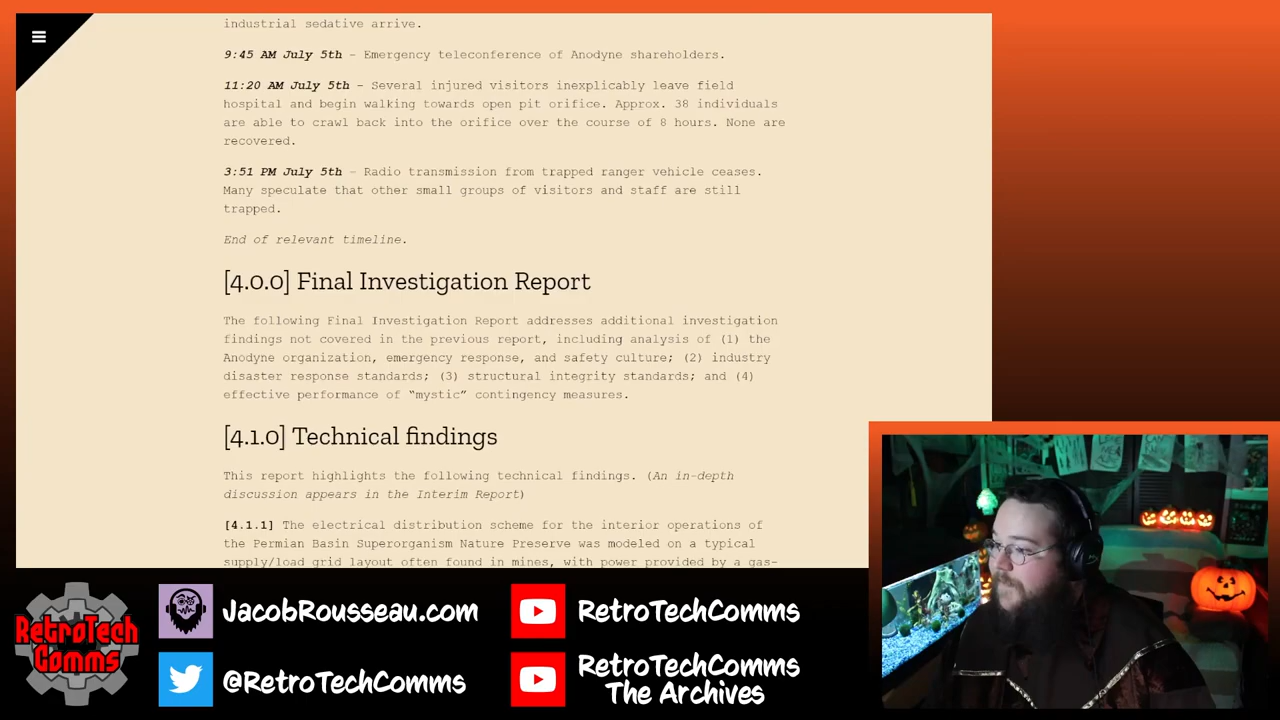 industrial sedative arrive.
9:45 AM July 5th - Emergency teleconference of Anodyne shareholders.
11:20 AM July 5th - Several injured visitors inexplicably leave field
hospital and begin walking towards open pit orifice. Approx. 38 individuals
are able to crawl back into the orifice over the course of 8 hours. None are
recovered.
3:51 PM July 5th - Radio transmission from trapped ranger vehicle ceases.
Many speculate that other small groups of visitors and staff are still
trapped.
End of relevant timeline.
[4.0.0] Final Investigation Report
The following Final Investigation Report addresses additional investigation
findings not covered in the previous report, including analysis of (1) the
Anodyne organization, emergency response, and safety culture; (2) industry
disaster response standards; (3) structural integrity standards; and (4)
effective performance of “mystic” contingency measures.
[4.1.0] Technical findings
This report highlights the following technical findings. (An in-depth
discussion appears in the Interim Report)
[4.1.1] The electrical distribution scheme for the interior operations of
the Permian Basin Superorganism Nature Preserve was modeled on a typical
supply/load grid layout often found in mines, with power provided by a gas-
RetroTech
Comms
JacobRousseau.com
@RetroTechComms
RetroTechComms
RetroTechComms
The Archives